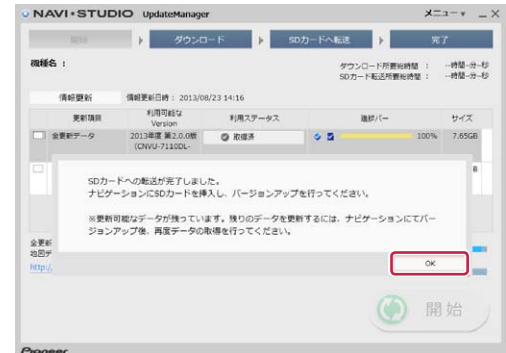 NAVI•STUDIO UpdateManager メニュー
開始 ダウンロード SDカードへ転送 完了
機種名 :
ダウンロード所要総時間 : --時間--分--秒
SDカード転送所要総時間 : --時間--分--秒
情報更新 情報更新日時 : 2013/08/23 14:16
更新項目 利用可能な Version 利用ステータス 進捗バー サイズ
全更新データ 2013年度 第2.0.0版 取得済 100% 7.65GB
(CNVU-7110DL-
SDカードへの転送が完了しました。
ナビゲーションにSDカードを挿入し、バージョンアップを行ってください。
※更新可能なデータが残っています。残りのデータを更新するには、ナビゲーションにてバー
ジョンアップ後、再度データの取得を行ってください。
OK
全更新
地図デ
http:/
開始
Pioneer